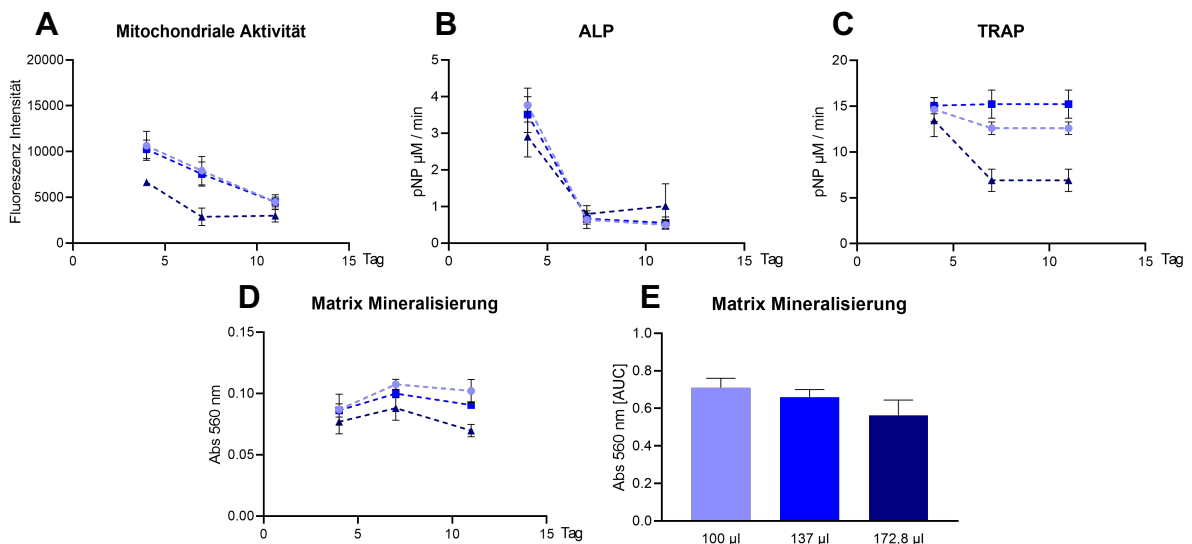 A Mitochondriale Aktivität
Fluoreszenz Intensität
20000
15000
10000
5000
0
0 5 10 15 Tag
B ALP
pNP µM / min
5
4
3
2
1
0
0 5 10 15 Tag
C TRAP
pNP µM / min
20
15
10
5
0
0 5 10 15 Tag
D Matrix Mineralisierung
Abs 560 nm
0.15
0.10
0.05
0.00
0 5 10 15 Tag
E Matrix Mineralisierung
Abs 560 nm [AUC]
1.0
0.8
0.6
0.4
0.2
0.0
100 µl 137 µl 172.8 µl